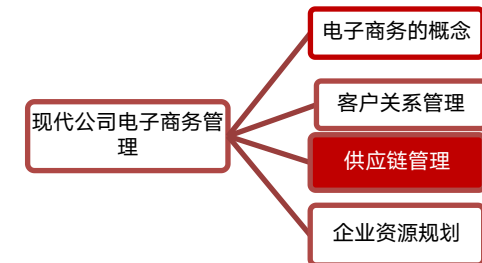 电子商务的概念
客户关系管理
现代公司电子商务管
理
供应链管理
企业资源规划